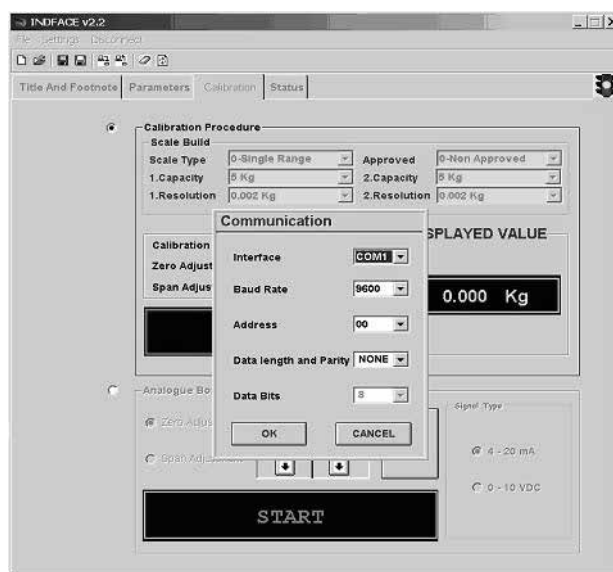 INDFACE v2.2
File Settings Disconnect
Title And Footnote Parameters Calibration Status
Calibration Procedure
Scale Build
Scale Type 0-Single Range Approved 0-Non Approved
1.Capacity 5 Kg 2.Capacity 5 Kg
1.Resolution 0.002 Kg 2.Resolution 0.002 Kg
Communication
SPLAYED VALUE
Calibration
Interface COM1
Zero Adjust
Span Adjus
Baud Rate 9600
0.000 Kg
Address 00
Data length and Parity NONE
Analogue Bo
Data Bits 8
Signal Type
Zero Adjus
OK CANCEL
4 - 20 mA
Span Adjustment
0 - 10 VDC
START